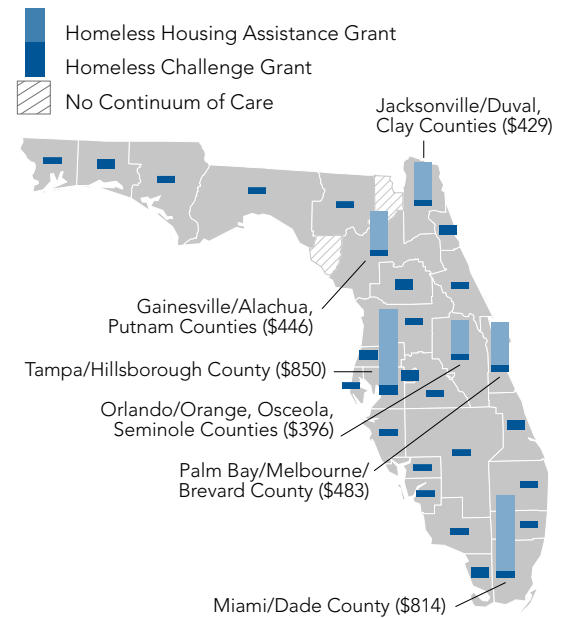 Homeless Housing Assistance Grant
Homeless Challenge Grant
No Continuum of Care
Jacksonville/Duval,
Clay Counties ($429)
Gainesville/Alachua,
Putnam Counties ($446)
Tampa/Hillsborough County ($850)
Orlando/Orange, Osceola,
Seminole Counties ($396)
Palm Bay/Melbourne/
Brevard County ($483)
Miami/Dade County ($814)